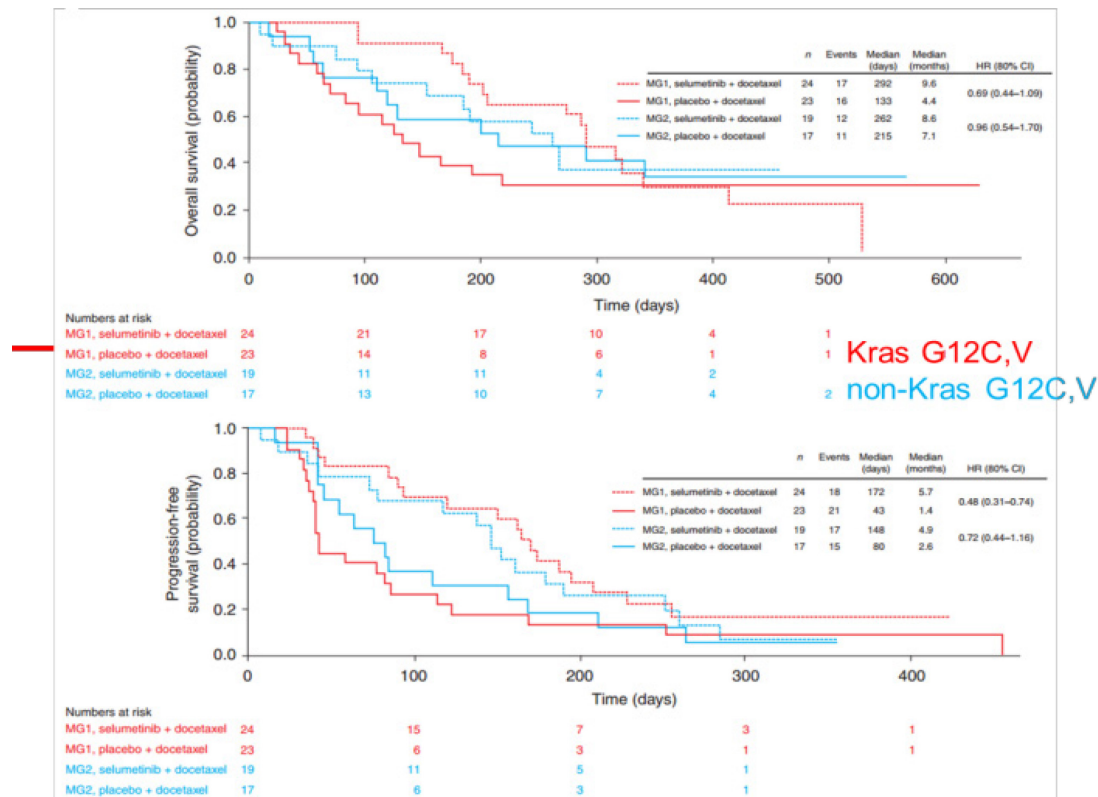 1.0
0.8
0.6
0.4
0.2
0.0
Overall survival (probability)
n Events Median (days) Median (months) HR (80% CI)
MG1, selumetinib + docetaxel 24 17 292 9.6
0.69 (0.44–1.09)
MG1, placebo + docetaxel 23 16 133 4.4
MG2, selumetinib + docetaxel 19 12 262 8.6
0.96 (0.54–1.70)
MG2, placebo + docetaxel 17 11 215 7.1
0 100 200 300 400 500 600
Time (days)
Numbers at risk
MG1, selumetinib + docetaxel 24 21 17 10 4 1
MG1, placebo + docetaxel 23 14 8 6 1 1
MG2, selumetinib + docetaxel 19 11 11 4 2
MG2, placebo + docetaxel 17 13 10 7 4 2
Kras G12C,V
non-Kras G12C,V
1.0
0.8
0.6
0.4
0.2
0.0
Progression-free
survival (probability)
n Events Median (days) Median (months) HR (80% CI)
MG1, selumetinib + docetaxel 24 18 172 5.7
0.48 (0.31–0.74)
MG1, placebo + docetaxel 23 21 43 1.4
MG2, selumetinib + docetaxel 19 17 148 4.9
0.72 (0.44–1.16)
MG2, placebo + docetaxel 17 15 80 2.6
0 100 200 300 400
Time (days)
Numbers at risk
MG1, selumetinib + docetaxel 24 15 7 3 1
MG1, placebo + docetaxel 23 6 3 1 1
MG2, selumetinib + docetaxel 19 11 5 1
MG2, placebo + docetaxel 17 6 3 1